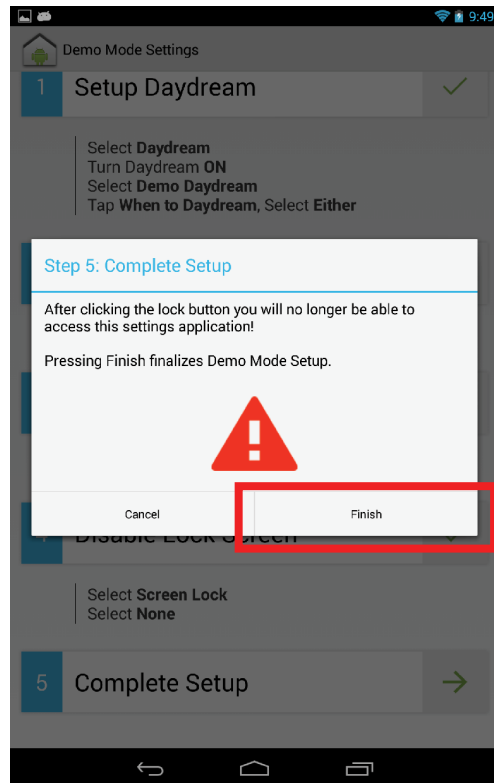 9:49
Demo Mode Settings
1 Setup Daydream
Select Daydream
Turn Daydream ON
Select Demo Daydream
Tap When to Daydream, Select Either
Step 5: Complete Setup
After clicking the lock button you will no longer be able to
access this settings application!
Pressing Finish finalizes Demo Mode Setup.
Cancel
Finish
Disable Lock Screen
Select Screen Lock
Select None
5 Complete Setup